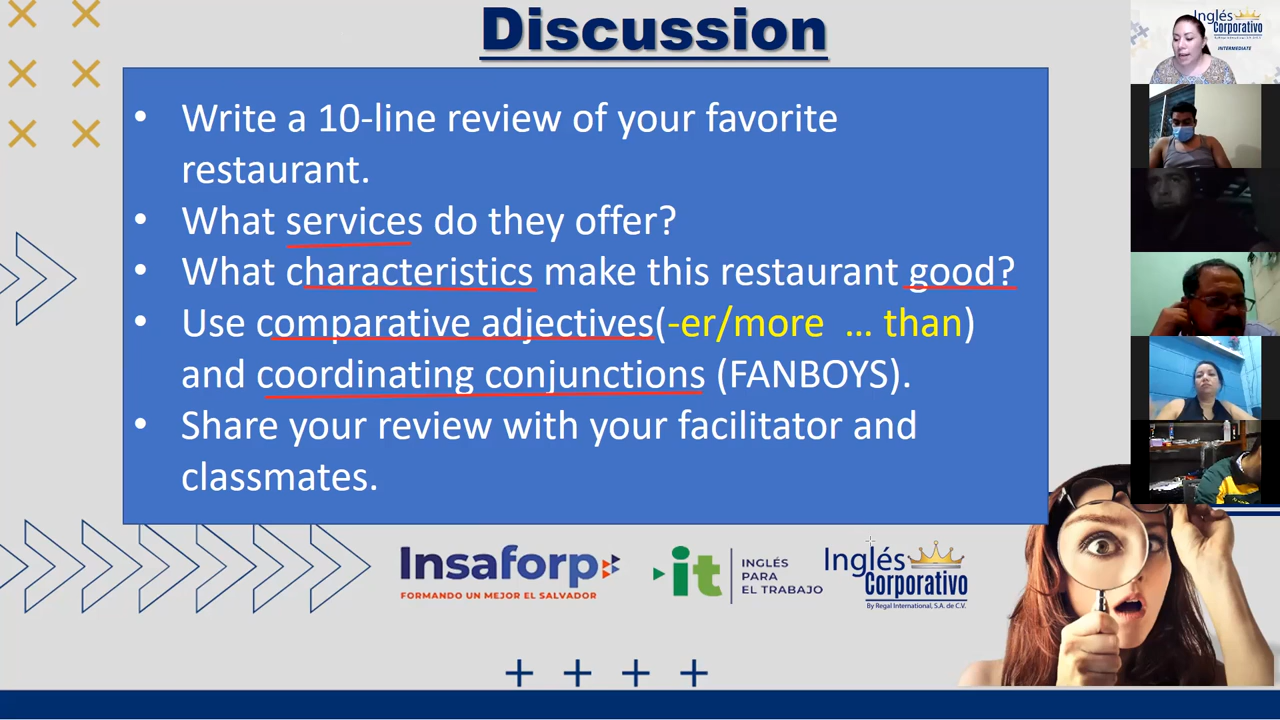 Discussion
• Write a 10-line review of your favorite
restaurant.
• What services do they offer?
• What characteristics make this restaurant good?
• Use comparative adjectives(-er/more ... than)
and coordinating conjunctions (FANBOYS).
• Share your review with your facilitator and
classmates.
Insaforp
FORMANDO UN MEJOR EL SALVADOR
it
INGLÉS
PARA
EL TRABAJO
Inglés
Corporativo
By Regal International, S.A. de C.V.
Inglés
Corporativo
INTERMEDIATE